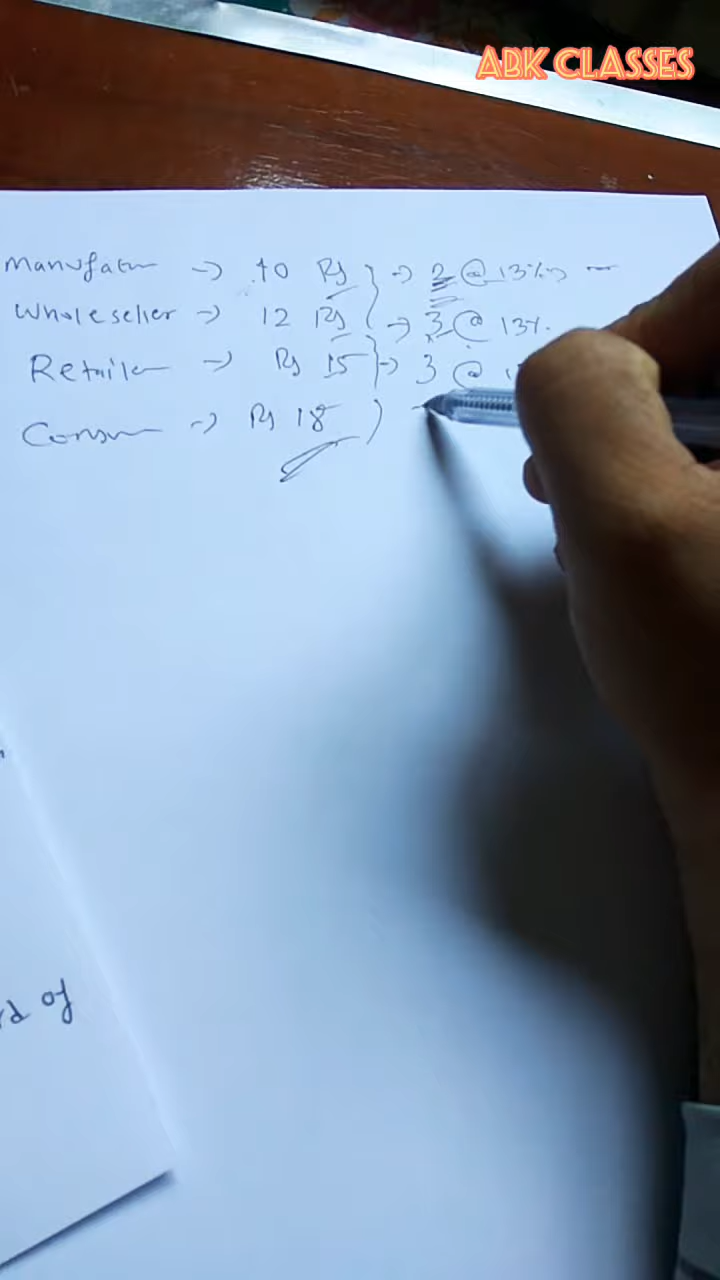 ABK CLASSES
Manufatur -> 10 Rs -> 2 @ 13%
Wholeseller -> 12 Rs -> 3 @ 13%.
Retailer -> Rs 15 -> 3 @
Consum -> Rs 18
of